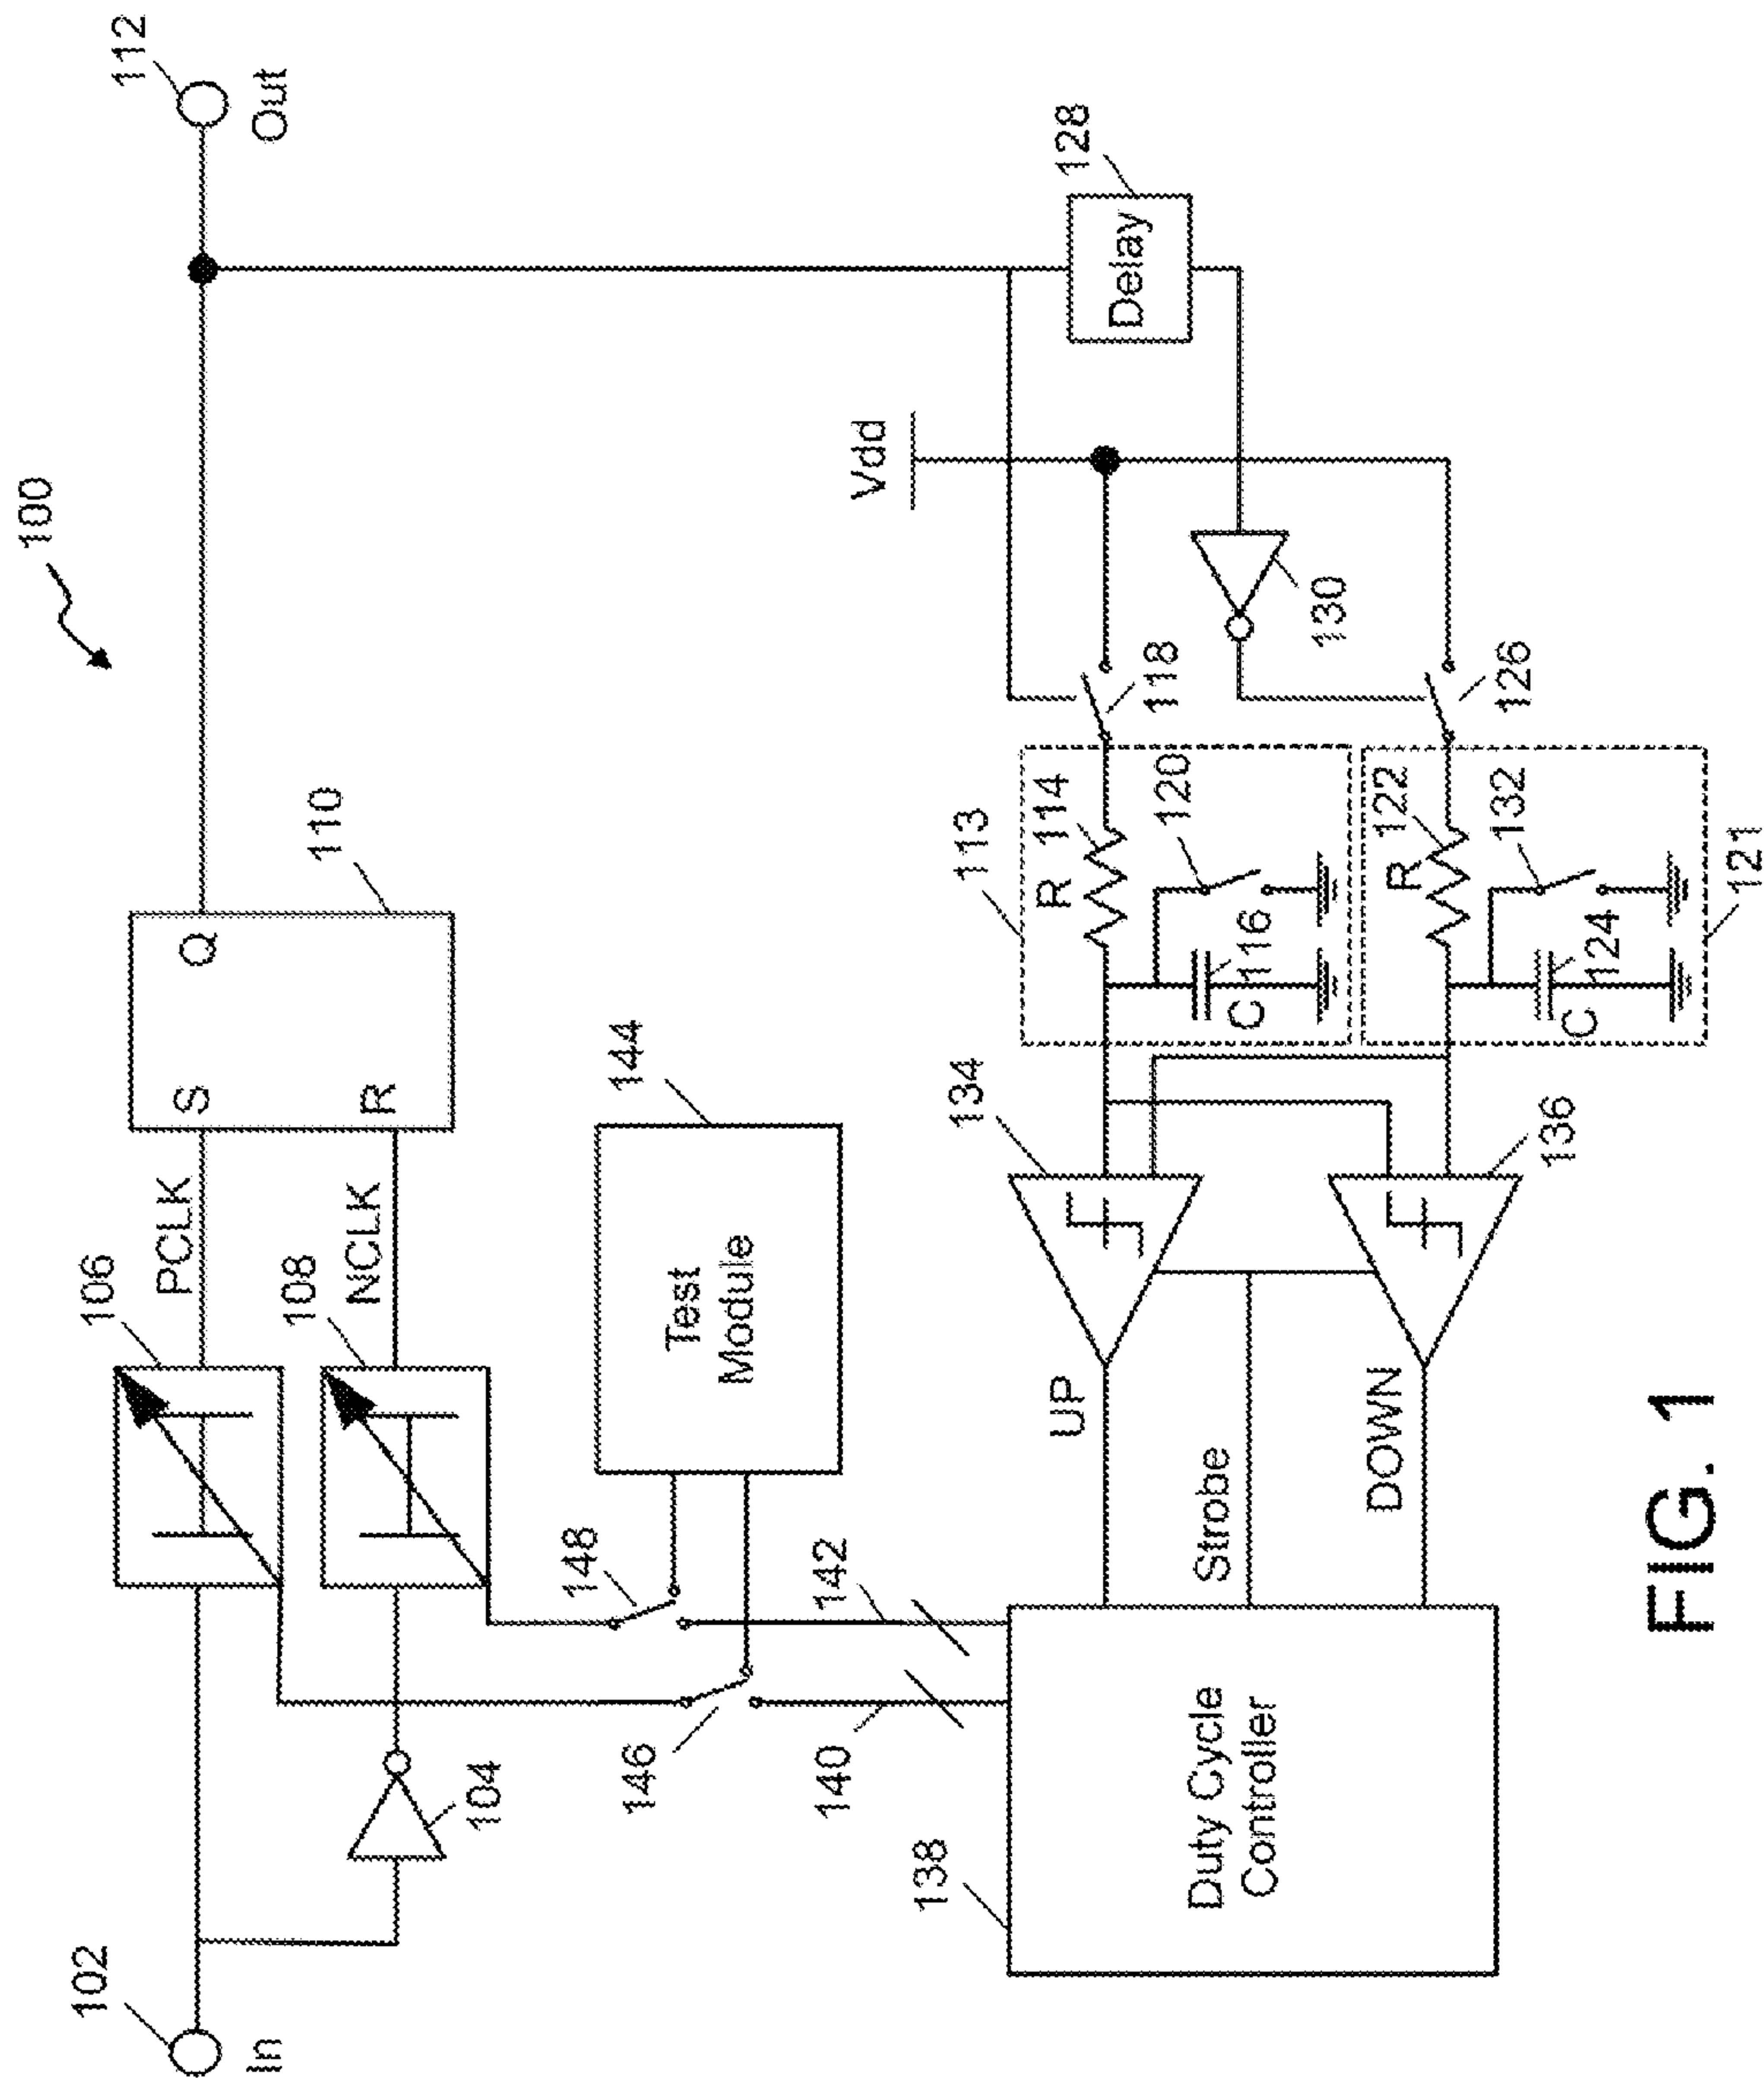 100
102
In
104
106
PCLK
108
NCLK
S
R
Q
110
112
Out
144
Test
Module
148
146
142
140
138
Duty Cycle
Controller
UP
Strobe
DOWN
134
136
113
R
114
116
C
120
118
Vdd
128
Delay
130
R
122
124
C
132
126
121
FIG. 1